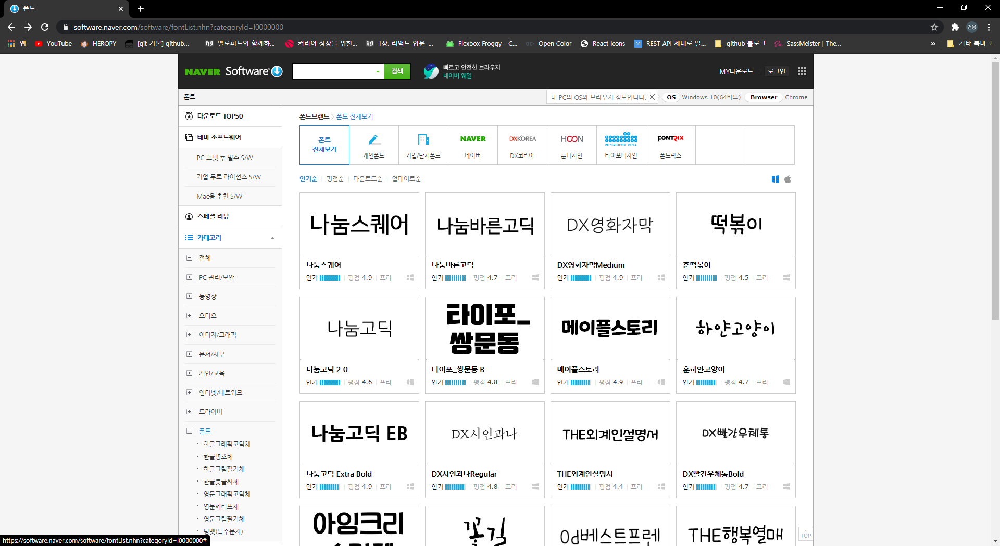 폰트
software.naver.com/software/fontList.nhn?categoryId=I0000000
건웅
앱
YouTube
HEROPY
[git 기본] github...
벨로퍼트와 함께하...
커리어 성장을 위한...
1장. 리액트 입문 ·...
Flexbox Froggy - C...
Open Color
React Icons
REST API 제대로 알...
github 블로그
SassMeister | The...
»
기타 북마크
NAVER Software
검색
빠르고 안전한 브라우저
네이버 웨일
MY다운로드
로그인
폰트
내 PC의 OS와 브라우저 정보입니다.
OS Windows 10(64비트)
Browser Chrome
다운로드 TOP50
테마 소프트웨어
PC 포맷 후 필수 S/W
기업 무료 라이선스 S/W
Mac용 추천 S/W
스페셜 리뷰
카테고리
전체
PC 관리/보안
동영상
오디오
이미지/그래픽
문서/사무
개인/교육
인터넷/네트워크
드라이버
폰트
· 한글그래픽고딕체
· 한글명조체
· 한글그림필기체
· 한글붓글씨체
· 영문그래픽고딕체
· 영문세리프체
· 영문그림필기체
· 딩벳(특수문자)
폰트브랜드 > 폰트 전체보기
폰트
전체보기
개인폰트
기업/단체폰트
NAVER
네이버
DXKOREA
DX코리아
HOON
훈디자인
타이포디자인
FONTRIX
폰트릭스
인기순 | 평점순 | 다운로드순 | 업데이트순
나눔스퀘어
나눔스퀘어
인기 평점 4.9 프리
나눔바른고딕
나눔바른고딕
인기 평점 4.7 프리
DX영화자막
DX영화자막Medium
인기 평점 4.9 프리
떡볶이
훈떡볶이
인기 평점 4.5 프리
나눔고딕
나눔고딕 2.0
인기 평점 4.6 프리
타이포_
쌍문동
타이포_쌍문동 B
인기 평점 4.8 프리
메이플스토리
메이플스토리
인기 평점 4.9 프리
하얀고양이
훈하얀고양이
인기 평점 4.7 프리
나눔고딕 EB
나눔고딕 Extra Bold
인기 평점 4.9 프리
DX시인과나
DX시인과나Regular
인기 평점 4.8 프리
THE외계인설명서
THE외계인설명서
인기 평점 4.4 프리
DX빨간우체통
DX빨간우체통Bold
인기 평점 4.7 프리
아임크리
꽃길
Od베스트프렌
THE행복열매
TOP
https://software.naver.com/software/fontList.nhn?categoryId=I0000000#